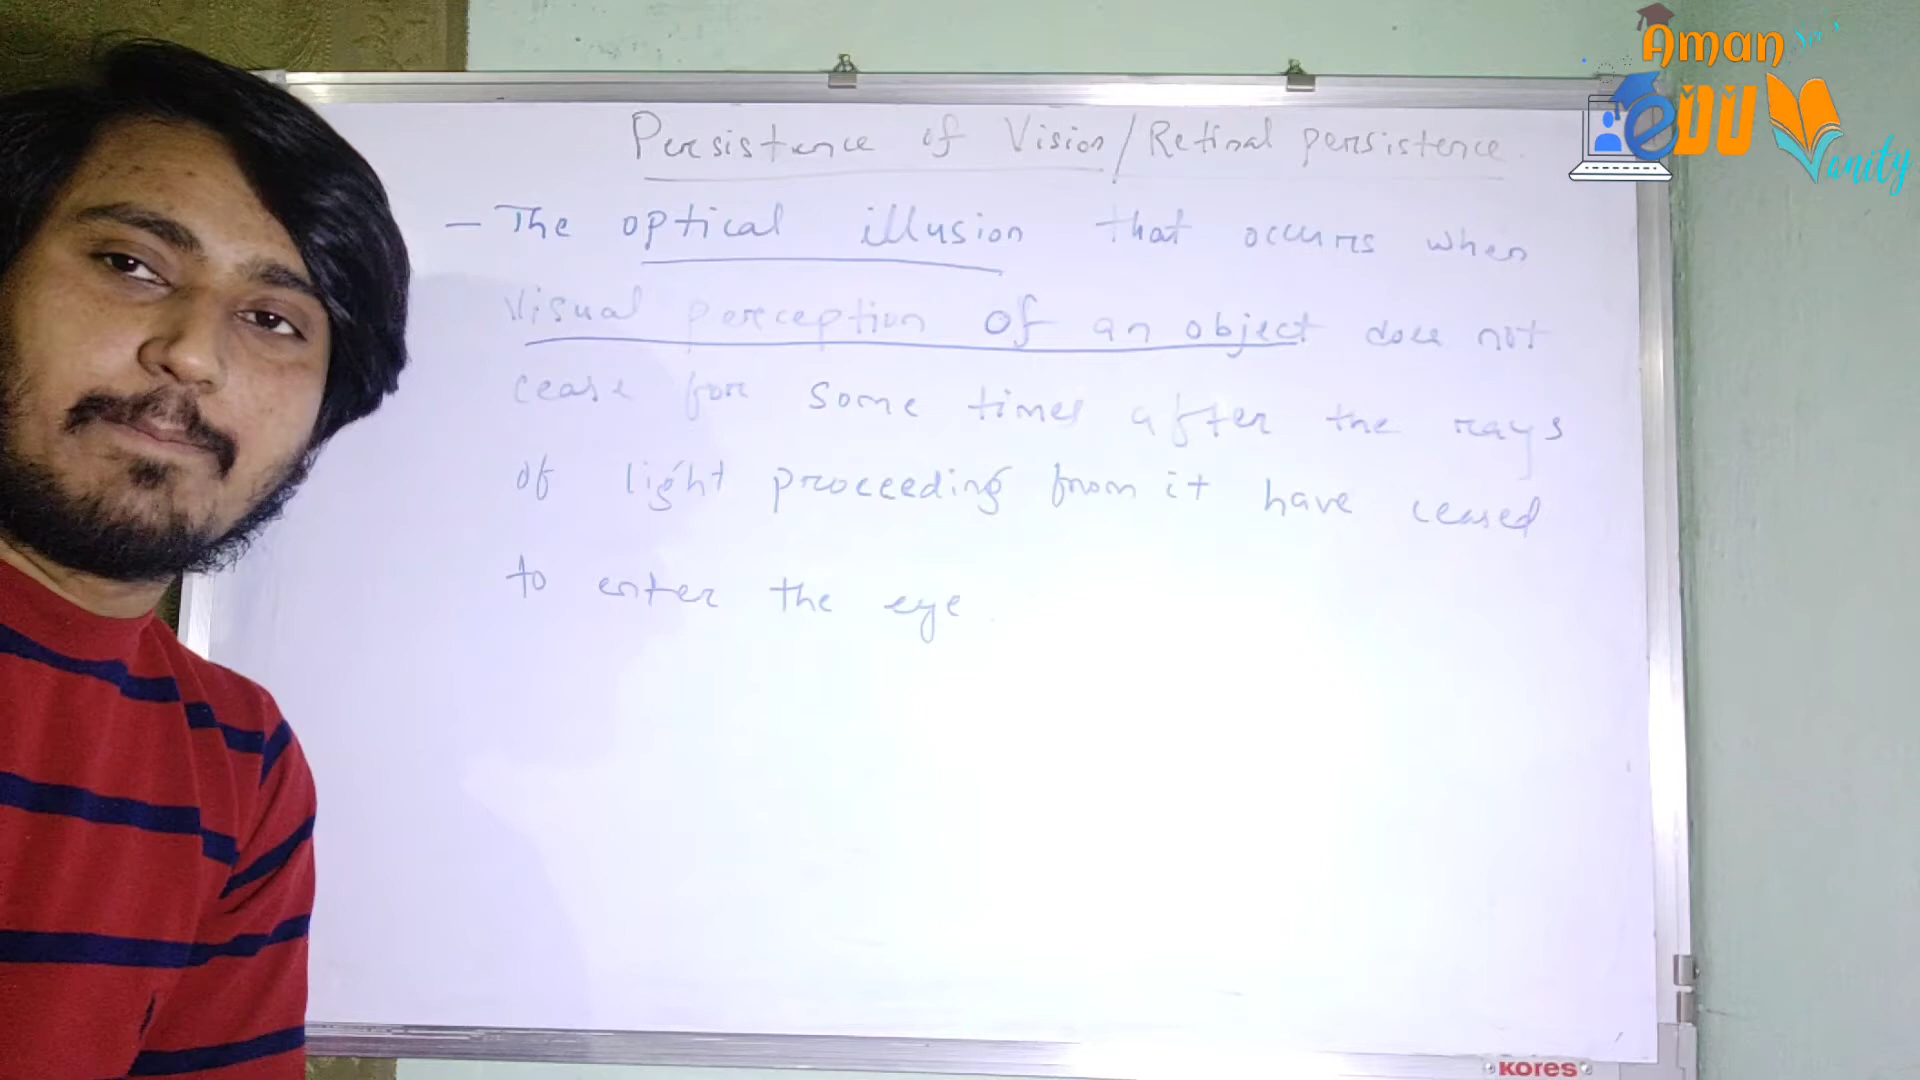 Persistence of Vision/Retinal persistence.
- The optical illusion that occurs when
visual perception of an object does not
cease for some times after the rays
of light proceeding from it have ceased
to enter the eye.
Aman
EDU Vanity
KORES